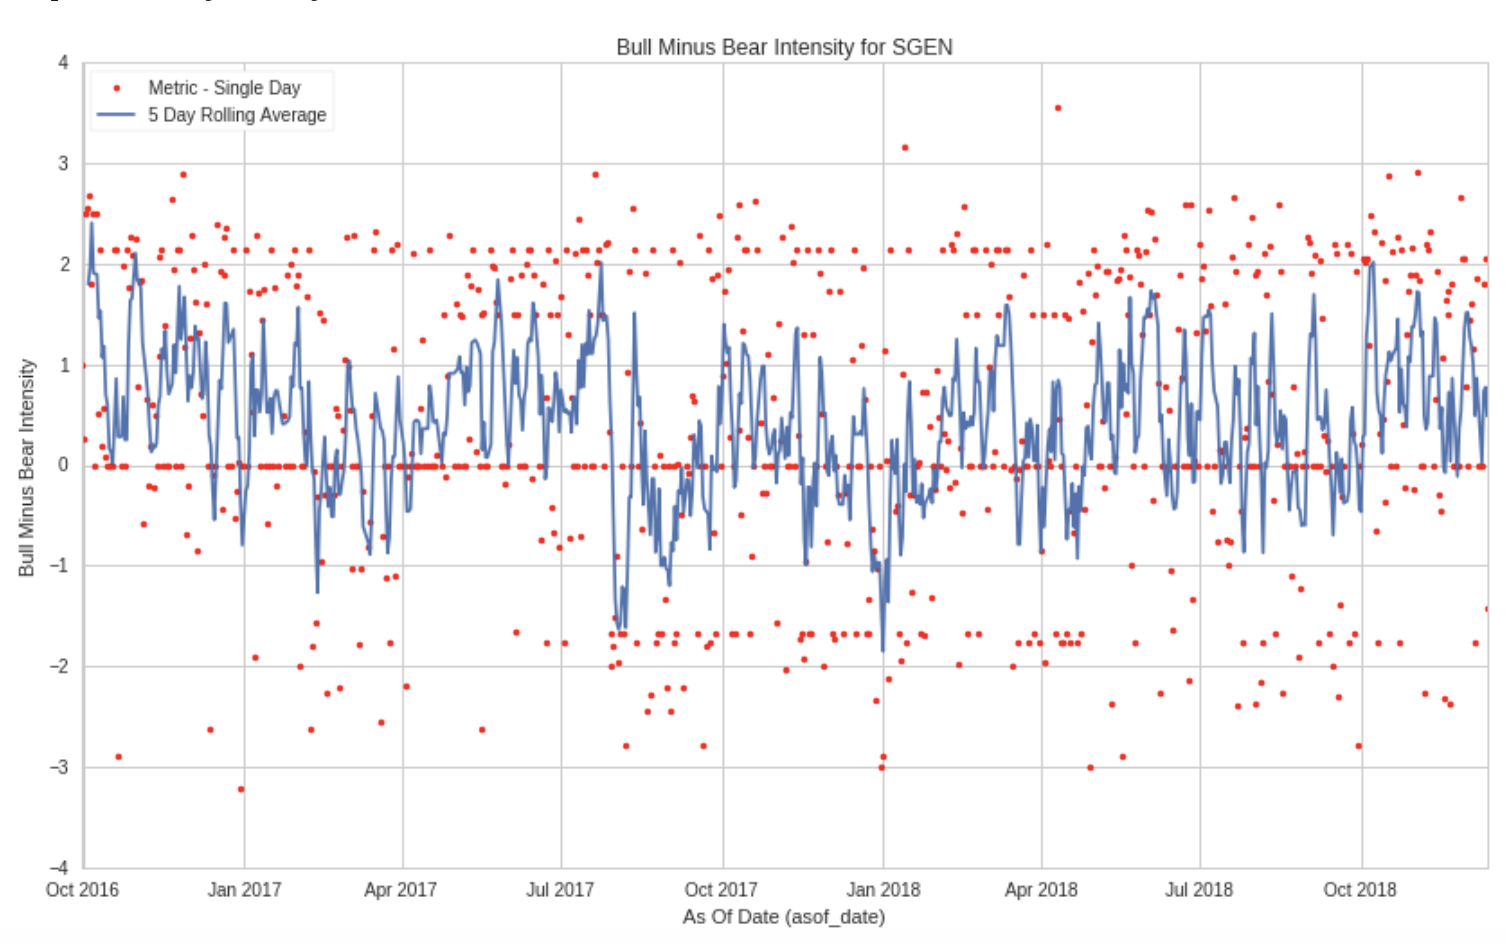 Bull Minus Bear Intensity for SGEN
Metric - Single Day
5 Day Rolling Average
4
3
2
1
0
−1
−2
−3
−4
Bull Minus Bear Intensity
Oct 2016 Jan 2017 Apr 2017 Jul 2017 Oct 2017 Jan 2018 Apr 2018 Jul 2018 Oct 2018
As Of Date (asof_date)